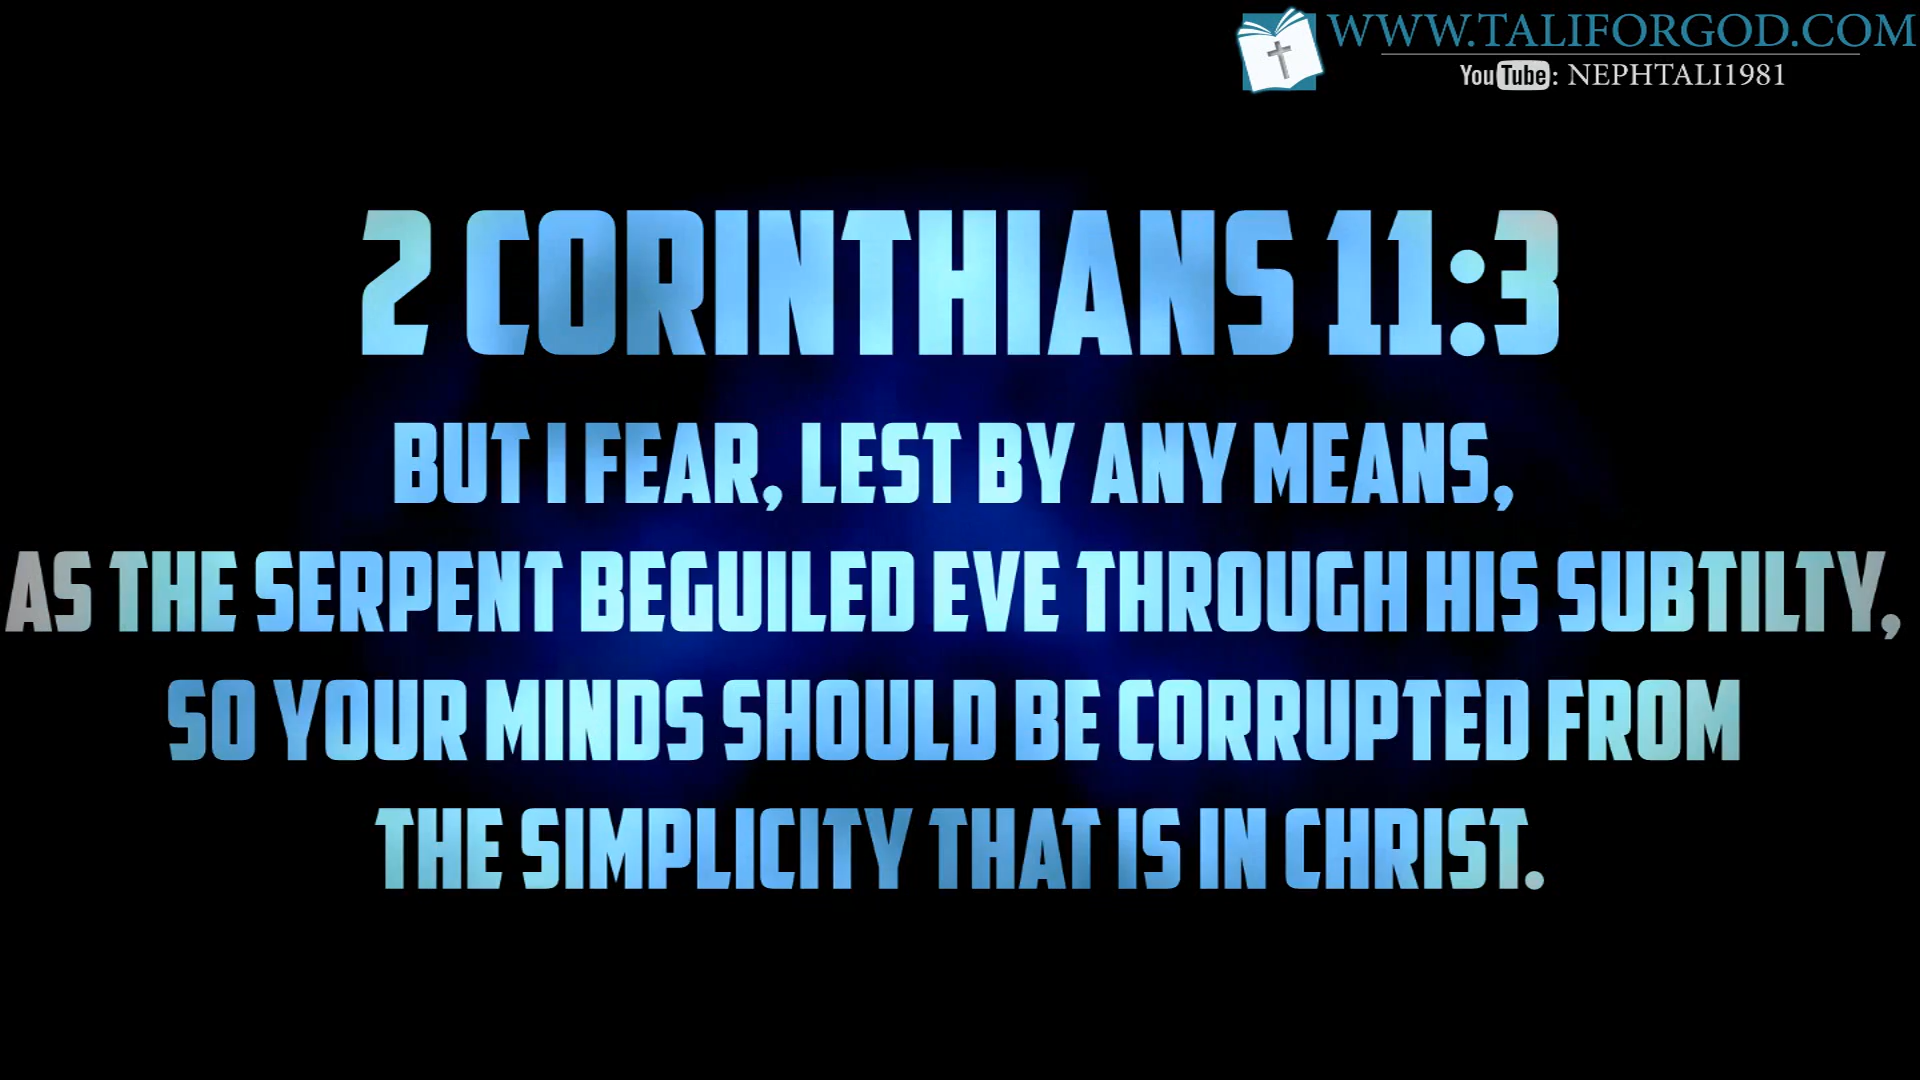 WWW.TALIFORGOD.COM
YouTube: NEPHTALI1981
2 CORINTHIANS 11:3
BUT I FEAR, LEST BY ANY MEANS,
AS THE SERPENT BEGUILED EVE THROUGH HIS SUBTILTY,
SO YOUR MINDS SHOULD BE CORRUPTED FROM
THE SIMPLICITY THAT IS IN CHRIST.